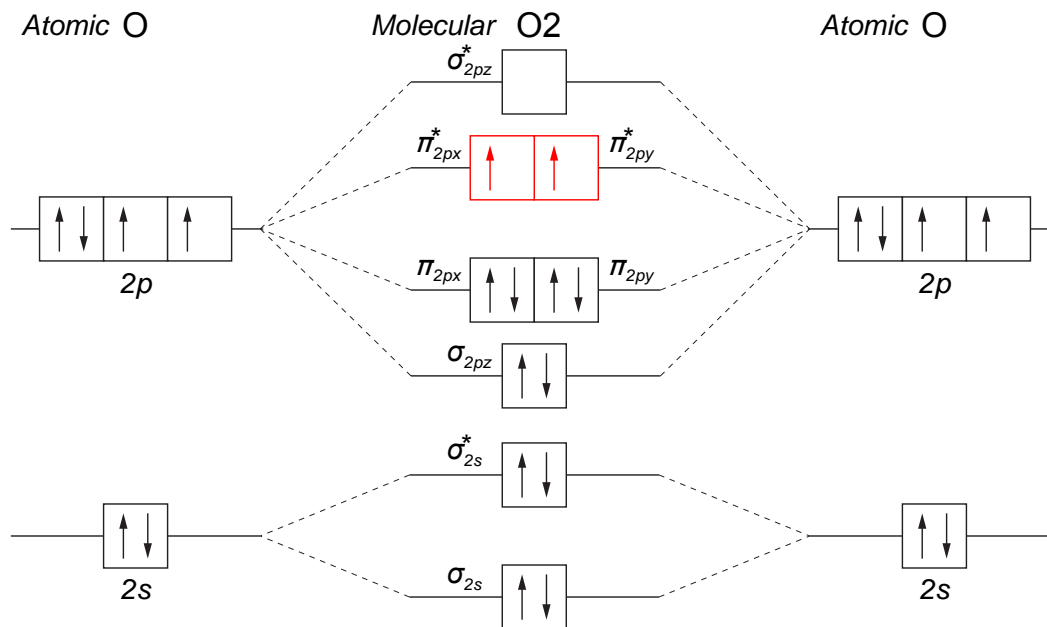 Atomic O
Molecular O2
Atomic O
σ*2pz
π*2px
π*2py
2p
2p
π2px
π2py
σ2pz
σ*2s
2s
2s
σ2s